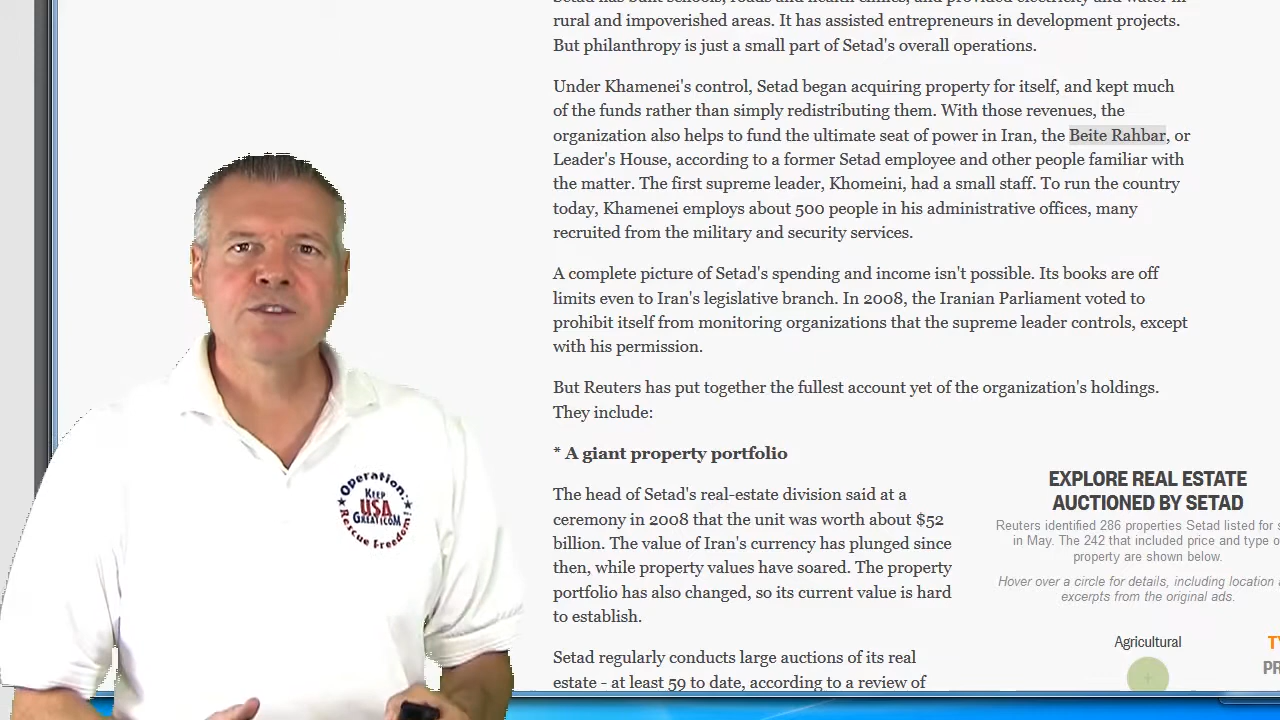 Setad has built schools, roads and health clinics, and provided electricity and water in
rural and impoverished areas. It has assisted entrepreneurs in development projects.
But philanthropy is just a small part of Setad's overall operations.
Under Khamenei's control, Setad began acquiring property for itself, and kept much
of the funds rather than simply redistributing them. With those revenues, the
organization also helps to fund the ultimate seat of power in Iran, the Beite Rahbar, or
Leader's House, according to a former Setad employee and other people familiar with
the matter. The first supreme leader, Khomeini, had a small staff. To run the country
today, Khamenei employs about 500 people in his administrative offices, many
recruited from the military and security services.
A complete picture of Setad's spending and income isn't possible. Its books are off
limits even to Iran's legislative branch. In 2008, the Iranian Parliament voted to
prohibit itself from monitoring organizations that the supreme leader controls, except
with his permission.
But Reuters has put together the fullest account yet of the organization's holdings.
They include:
* A giant property portfolio
The head of Setad's real-estate division said at a
ceremony in 2008 that the unit was worth about $52
billion. The value of Iran's currency has plunged since
then, while property values have soared. The property
portfolio has also changed, so its current value is hard
to establish.
Setad regularly conducts large auctions of its real
estate - at least 59 to date, according to a review of
EXPLORE REAL ESTATE
AUCTIONED BY SETAD
Reuters identified 286 properties Setad listed for s
in May. The 242 that included price and type o
property are shown below.
Hover over a circle for details, including location a
excerpts from the original ads.
Agricultural
TY
PR
Operation:
KEEP
USA
GREAT.COM
Rescue Freedom